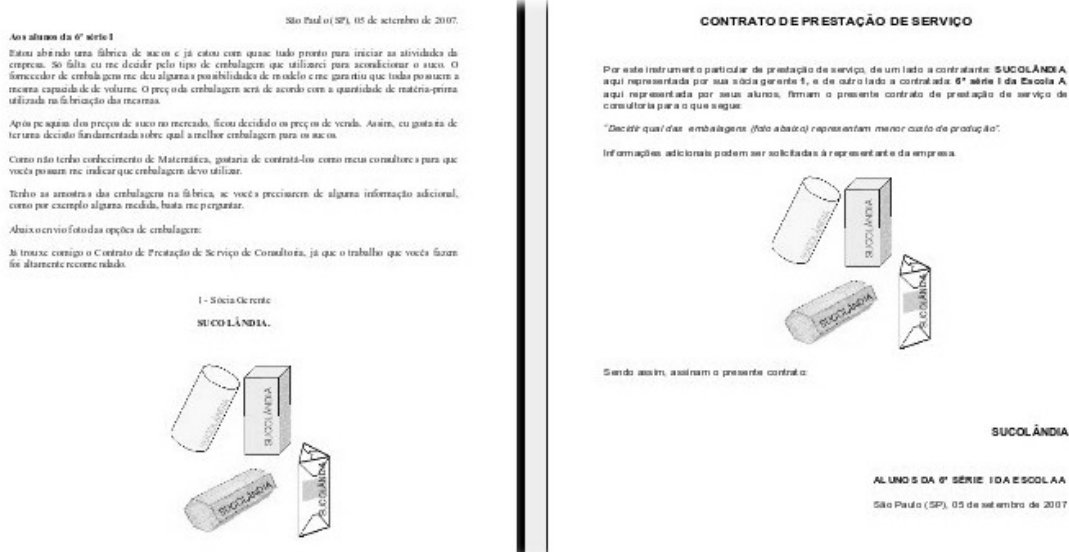 São Paulo (SP), 05 de setembro de 2007.
Aos alunos da 6ª série I
Estou abrindo uma fábrica de sucos e já estou com quase tudo pronto para iniciar as atividades da
empresa. Só falta eu me decidir pelo tipo de embalagem que utilizarei para acondicionar o suco. O
fornecedor de embalagens me deu algumas possibilidades de modelo e me garantiu que todas possuem a
mesma capacidade de volume. O preço da embalagem será de acordo com a quantidade de matéria-prima
utilizada na fabricação das mesmas.
Após pesquisa dos preços de suco no mercado, ficou decidido os preços de venda. Assim, eu gostaria de
ter uma decisão fundamentada sobre qual a melhor embalagem para os sucos.
Como não tenho conhecimento de Matemática, gostaria de contratá-los como meus consultores para que
vocês possam me indicar que embalagem devo utilizar.
Tenho as amostras das embalagens na fábrica, se vocês precisarem de alguma informação adicional,
como por exemplo alguma medida, basta me perguntar.
Abaixo envio foto das opções de embalagem:
Já trouxe comigo o Contrato de Prestação de Serviço de Consultoria, já que o trabalho que vocês fazem
foi altamente recomendado.
1 - Sócia Gerente
SUCOLÂNDIA.
SUCOLÂNDIA
SUCOLÂNDIA
SUCOLÂNDIA
SUCOLÂNDIA
CONTRATO DE PRESTAÇÃO DE SERVIÇO
Por este instrumento particular de prestação de serviço, de um lado a contratante: SUCOLÂNDIA,
aqui representada por sua sócia gerente 1, e de outro lado a contratada: 6ª série I da Escola A,
aqui representada por seus alunos, firmam o presente contrato de prestação de serviço de
consultoria para o que segue:
"Decidir qual das embalagens (foto abaixo) representam menor custo de produção".
Informações adicionais podem ser solicitadas à representante da empresa.
SUCOLÂNDIA
SUCOLÂNDIA
SUCOLÂNDIA
SUCOLÂNDIA
Sendo assim, assinam o presente contrato:
SUCOLÂNDIA
ALUNOS DA 6ª SÉRIE I DA ESCOLA A
São Paulo (SP), 05 de setembro de 2007